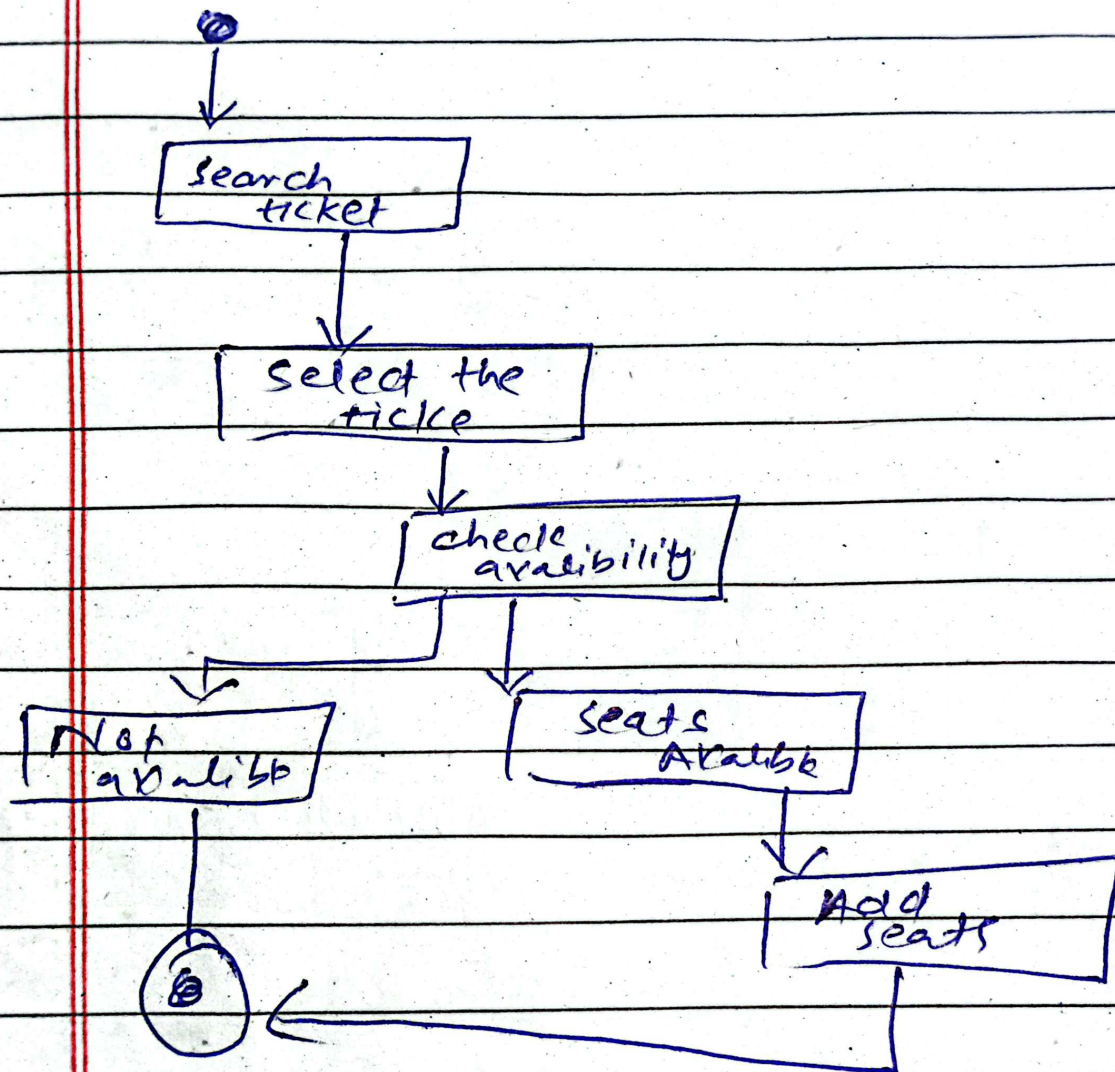 search
ticket
select the
ticke
check
avalibility
Not
avalible
seats
Avalible
Add
seats